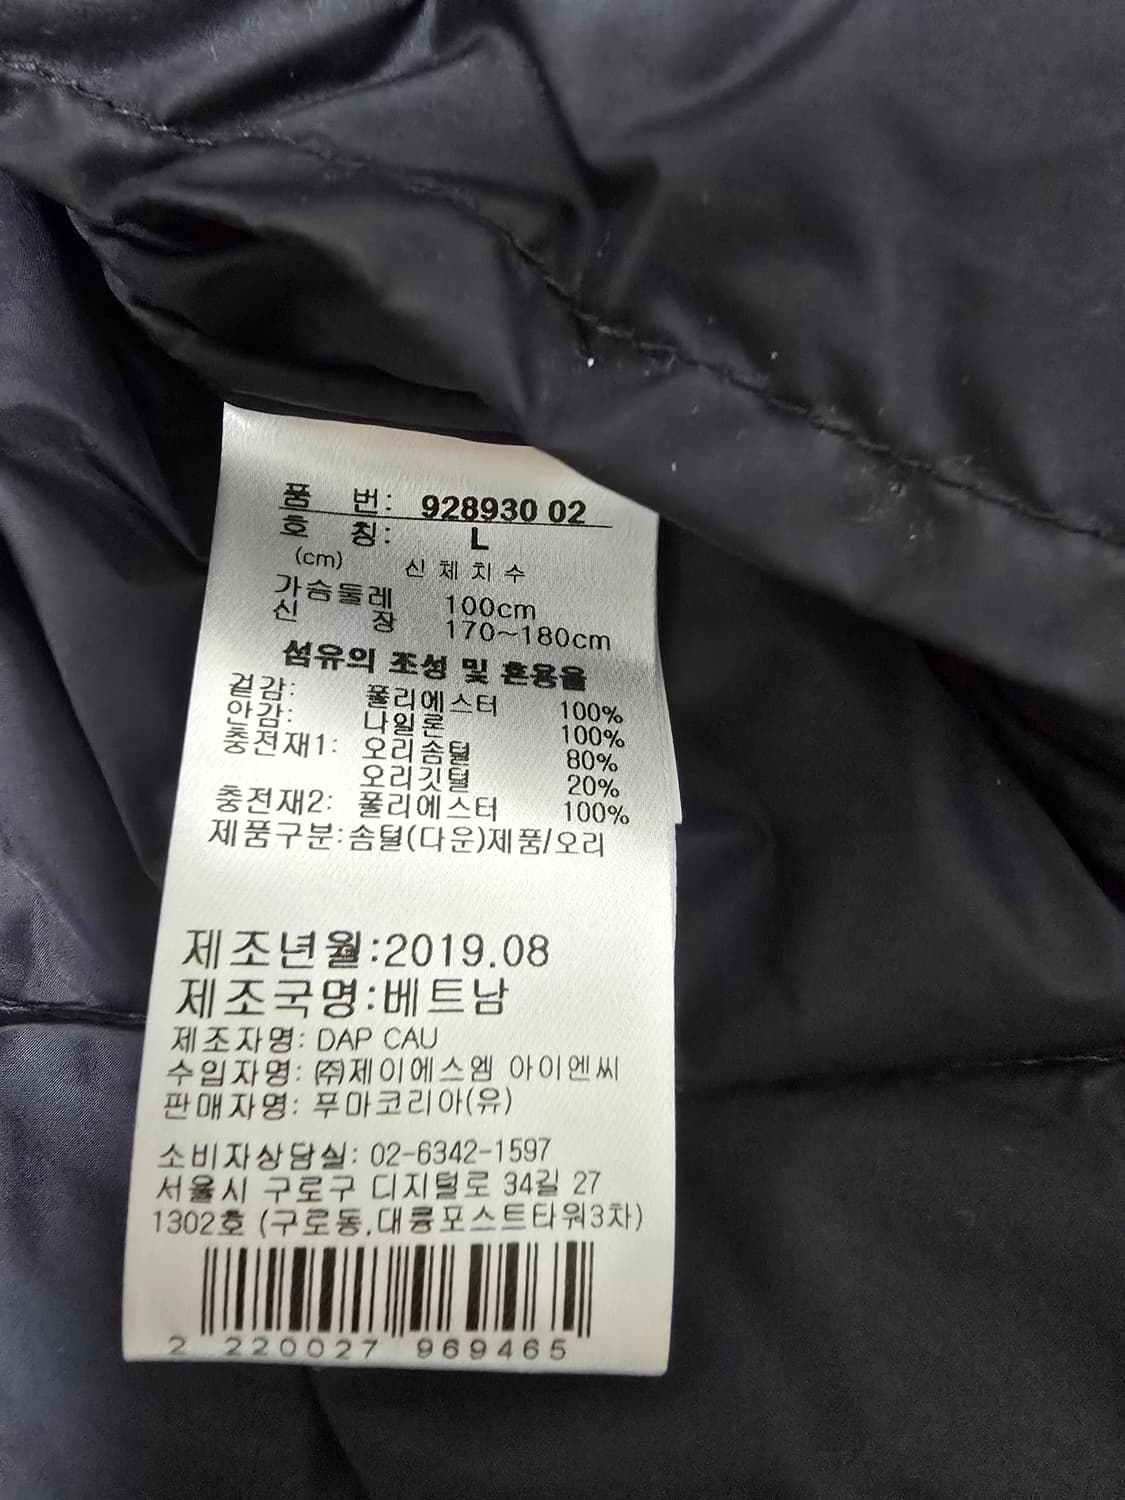 품 번: 928930 02
호 칭: L
(cm) 신 체 치 수
가슴둘레 100cm
신 장 170~180cm
섬유의 조성 및 혼용율
겉감: 폴리에스터 100%
안감: 나일론 100%
충전재1: 오리솜털 80%
오리깃털 20%
충전재2: 폴리에스터 100%
제품구분:솜털(다운)제품/오리
제조년월:2019.08
제조국명:베트남
제조자명: DAP CAU
수입자명: ㈜제이에스엠 아이엔씨
판매자명: 푸마코리아(유)
소비자상담실: 02-6342-1597
서울시 구로구 디지털로 34길 27
1302호 (구로동,대륭포스트타워3차)
2 220027 969465